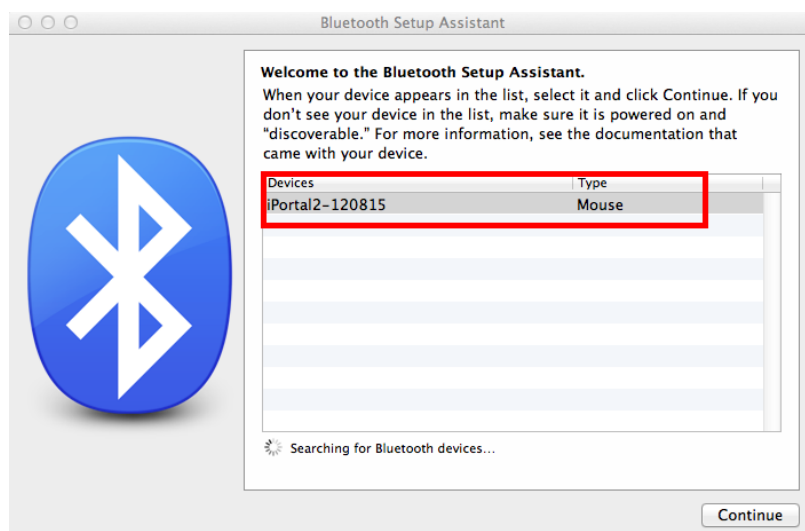 Bluetooth Setup Assistant
Welcome to the Bluetooth Setup Assistant.
When your device appears in the list, select it and click Continue. If you
don't see your device in the list, make sure it is powered on and
“discoverable.” For more information, see the documentation that
came with your device.
Devices Type
iPortal2-120815 Mouse
Searching for Bluetooth devices...
Continue